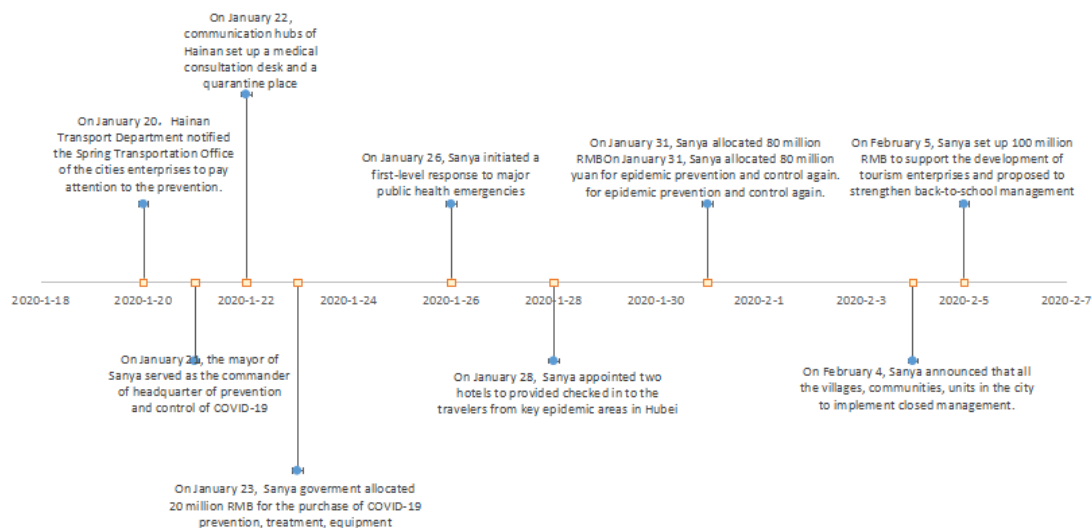 On January 22,
communication hubs of
Hainan set up a medical
consultation desk and a
quarantine place
On January 20. Hainan
Transport Department notified
the Spring Transportation Office
of the cities enterprises to pay
attention to the prevention.
On January 26, Sanya initiated a
first-level response to major
public health emergencies
On January 31, Sanya allocated 80 million
RMBOn January 31, Sanya allocated 80 million
yuan for epidemic prevention and control again.
for epidemic prevention and control again.
On February 5, Sanya set up 100 million
RMB to support the development of
tourism enterprises and proposed to
strengthen back-to-school management
2020-1-18 2020-1-20 2020-1-22 2020-1-24 2020-1-26 2020-1-28 2020-1-30 2020-2-1 2020-2-3 2020-2-5 2020-2-7
On January 21, the mayor of
Sanya served as the commander
of headquarter of prevention
and control of COVID-19
On January 28, Sanya appointed two
hotels to provided checked in to the
travelers from key epidemic areas in Hubei
On February 4, Sanya announced that all
the villages, communities, units in the city
to implement closed management.
On January 23, Sanya goverment allocated
20 million RMB for the purchase of COVID-19
prevention, treatment, equipment